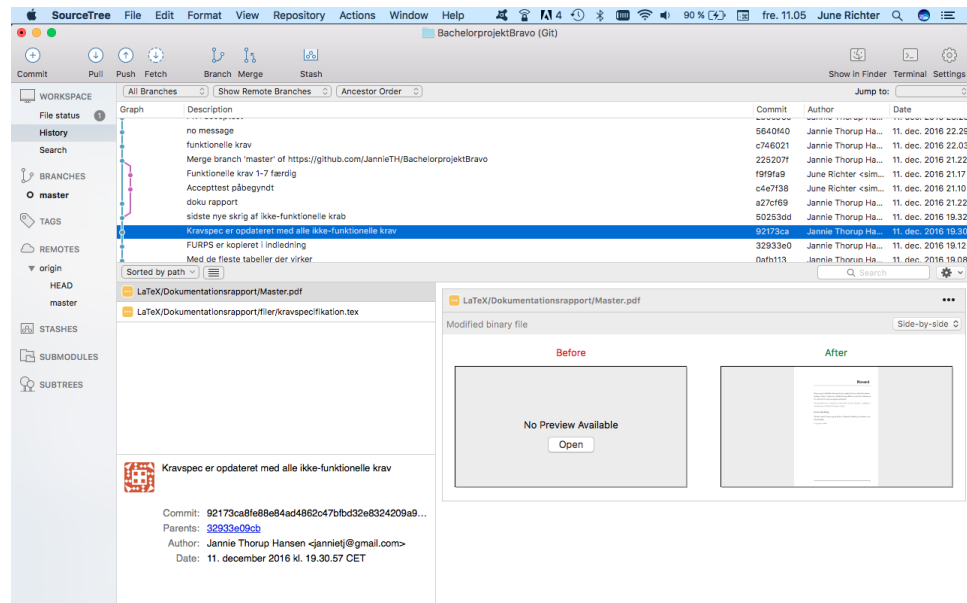 SourceTree File Edit Format View Repository Actions Window Help 4 90 % fre. 11.05 June Richter
BachelorprojektBravo (Git)
Commit Pull Push Fetch Branch Merge Stash Show in Finder Terminal Settings
WORKSPACE
File status 1
History
Search
BRANCHES
master
TAGS
REMOTES
origin
HEAD
master
STASHES
SUBMODULES
SUBTREES
All Branches Show Remote Branches Ancestor Order Jump to:
Graph Description Commit Author Date
no message 5640f40 Jannie Thorup Ha... 11. dec. 2016 22.29
funktionelle krav c746021 Jannie Thorup Ha... 11. dec. 2016 22.03
Merge branch 'master' of https://github.com/JannieTH/BachelorprojektBravo 225207f Jannie Thorup Ha... 11. dec. 2016 21.22
Funktionelle krav 1-7 færdig f9f9fa9 June Richter <sim... 11. dec. 2016 21.17
Accepttest påbegyndt c4e7f38 June Richter <sim... 11. dec. 2016 21.10
doku rapport a27cf69 Jannie Thorup Ha... 11. dec. 2016 21.22
sidste nye skrig af ikke-funktionelle krab 50253dd Jannie Thorup Ha... 11. dec. 2016 19.32
Kravspec er opdateret med alle ikke-funktionelle krav 92173ca Jannie Thorup Ha... 11. dec. 2016 19.30
FURPS er kopieret i indledning 32933e0 Jannie Thorup Ha... 11. dec. 2016 19.12
Med de fleste tabeller der virker 0afb113 Jannie Thorup Ha... 11. dec. 2016 19.08
Sorted by path Search
LaTeX/Dokumentationsrapport/Master.pdf
LaTeX/Dokumentationsrapport/filer/kravspecifikation.tex
Kravspec er opdateret med alle ikke-funktionelle krav
Commit: 92173ca8fe88e84ad4862c47bfbd32e8324209a9...
Parents: 32933e09cb
Author: Jannie Thorup Hansen <jannietj@gmail.com>
Date: 11. december 2016 kl. 19.30.57 CET
LaTeX/Dokumentationsrapport/Master.pdf
Modified binary file Side-by-side
Before After
No Preview Available
Open